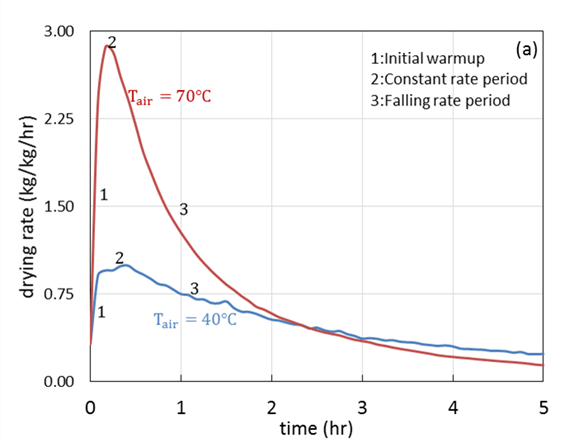 3.00
2.25
1.50
0.75
0.00
drying rate (kg/kg/hr)
(a)
1:Initial warmup
2:Constant rate period
3:Falling rate period
2
T_air = 70°C
1
3
2
3
1
T_air = 40°C
0 1 2 3 4 5
time (hr)